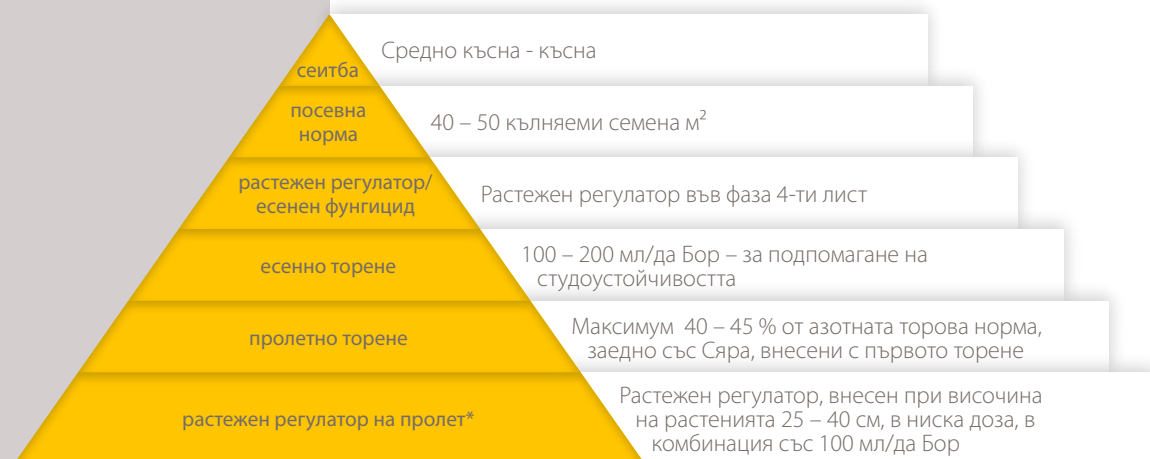 сеитба
Средно късна - късна
посевна
норма
40 – 50 кълняеми семена м²
растежен регулатор/
есенен фунгицид
Растежен регулатор във фаза 4-ти лист
есенно торене
100 – 200 мл/да Бор – за подпомагане на
студоустойчивостта
пролетно торене
Максимум 40 – 45 % от азотната торова норма,
заедно със Сяра, внесени с първото торене
растежен регулатор на пролет*
Растежен регулатор, внесен при височина
на растенията 25 – 40 см, в ниска доза, в
комбинация със 100 мл/да Бор